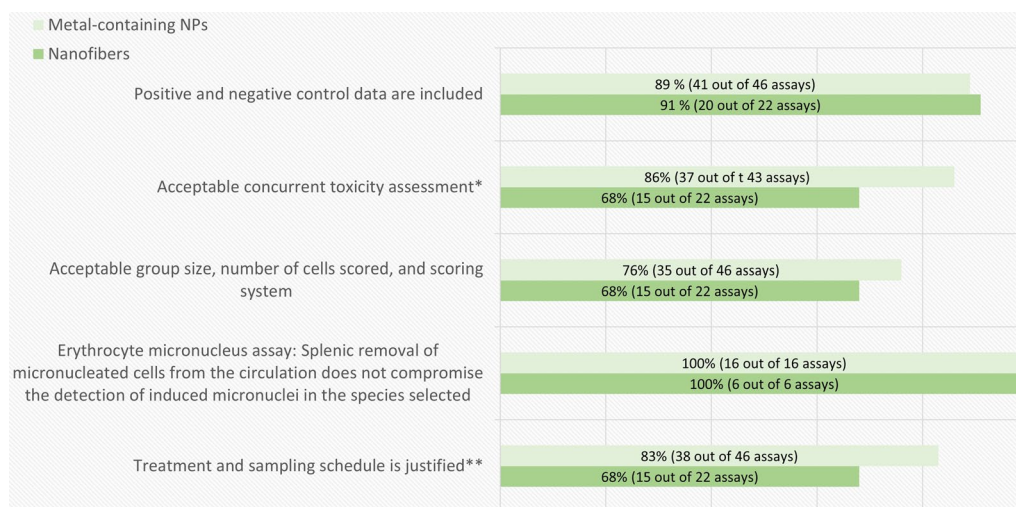 Metal-containing NPs
Nanofibers
Positive and negative control data are included
89 % (41 out of 46 assays)
91 % (20 out of 22 assays)
Acceptable concurrent toxicity assessment*
86% (37 out of t 43 assays)
68% (15 out of 22 assays)
Acceptable group size, number of cells scored, and scoring
system
76% (35 out of 46 assays)
68% (15 out of 22 assays)
Erythrocyte micronucleus assay: Splenic removal of
micronucleated cells from the circulation does not compromise
the detection of induced micronuclei in the species selected
100% (16 out of 16 assays)
100% (6 out of 6 assays)
Treatment and sampling schedule is justified**
83% (38 out of 46 assays)
68% (15 out of 22 assays)